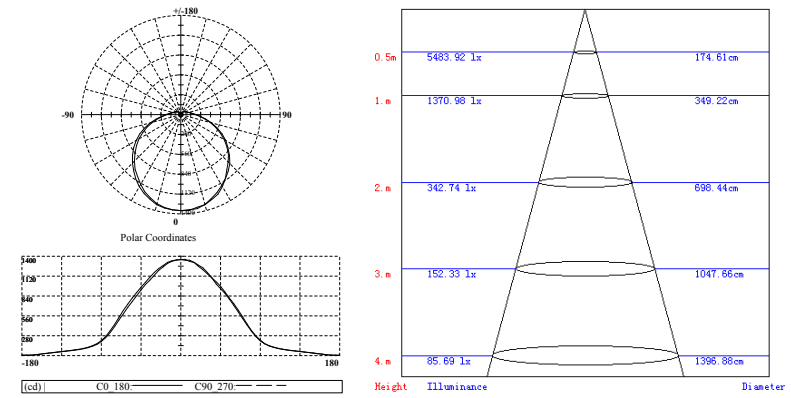 +/-180
-90
90
0
Polar Coordinates
1400
1120
840
560
280
-180
180
(cd)
C0_180:
C90_270:
0.5m 5483.92 lx 174.61cm
1.m 1370.98 lx 349.22cm
2.m 342.74 lx 698.44cm
3.m 152.33 lx 1047.66cm
4.m 85.69 lx 1396.88cm
Height Illuminance Diameter